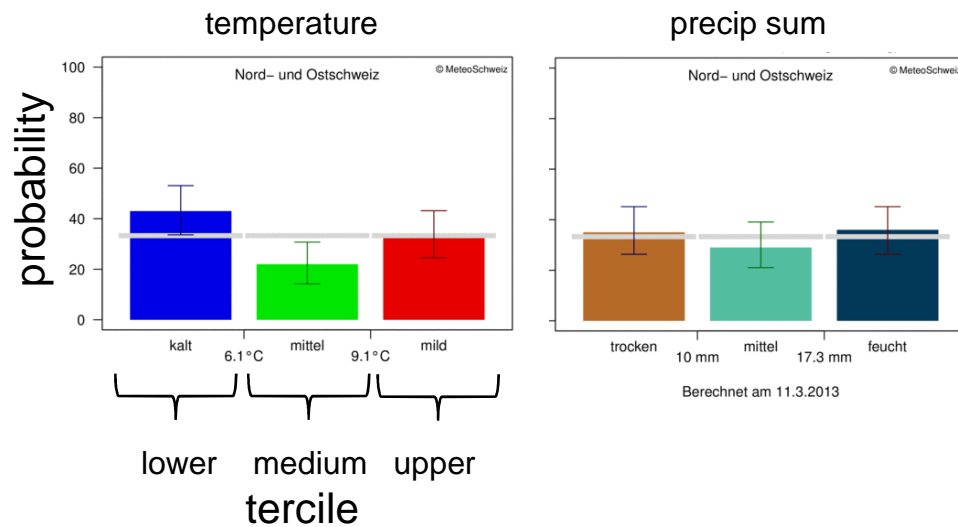 temperature
precip sum
Nord– und Ostschweiz
© MeteoSchweiz
Nord– und Ostschweiz
© MeteoSchweiz
probability
100
80
60
40
20
0
kalt
mittel
mild
6.1°C
9.1°C
trocken
mittel
feucht
10 mm
17.3 mm
Berechnet am 11.3.2013
lower
medium
upper
tercile